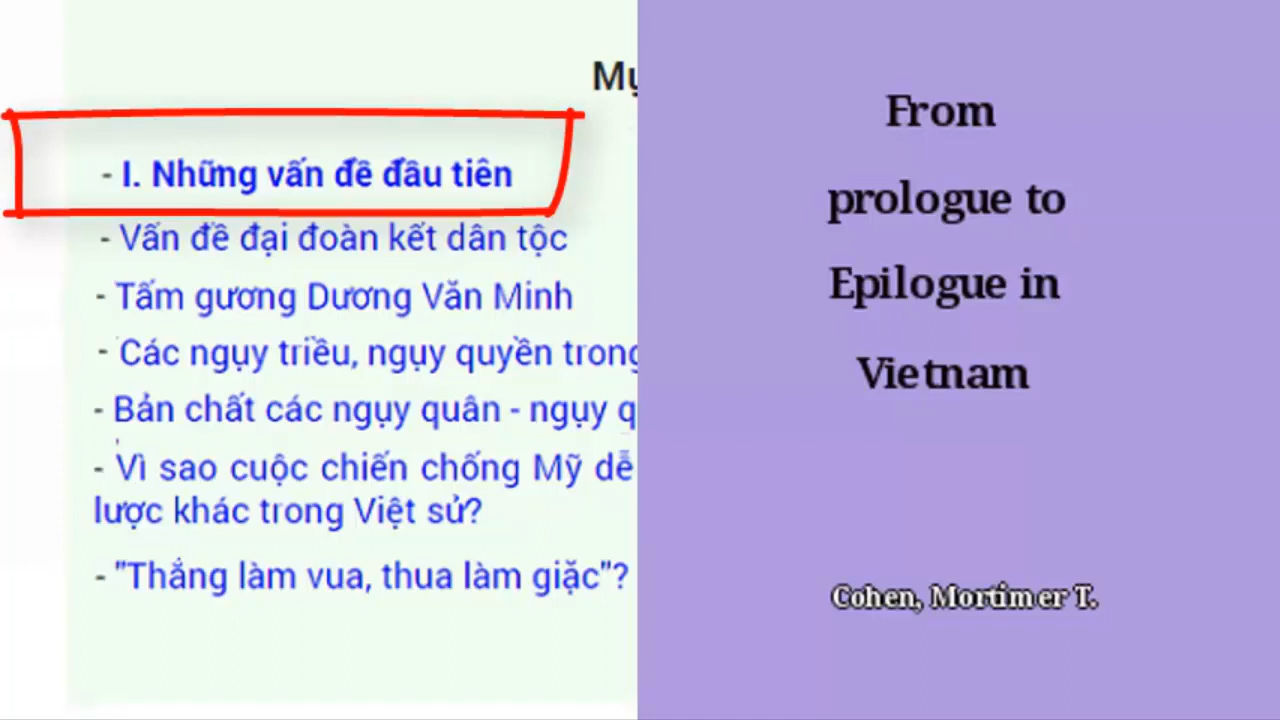 - I. Những vấn đề đầu tiên
- Vấn đề đại đoàn kết dân tộc
- Tấm gương Dương Văn Minh
- Các ngụy triều, ngụy quyền trong
- Bản chất các ngụy quân - ngụy
- Vì sao cuộc chiến chống Mỹ dễ
lược khác trong Việt sử?
- "Thắng làm vua, thua làm giặc"?
From
prologue to
Epilogue in
Vietnam
Cohen, Mortimer T.